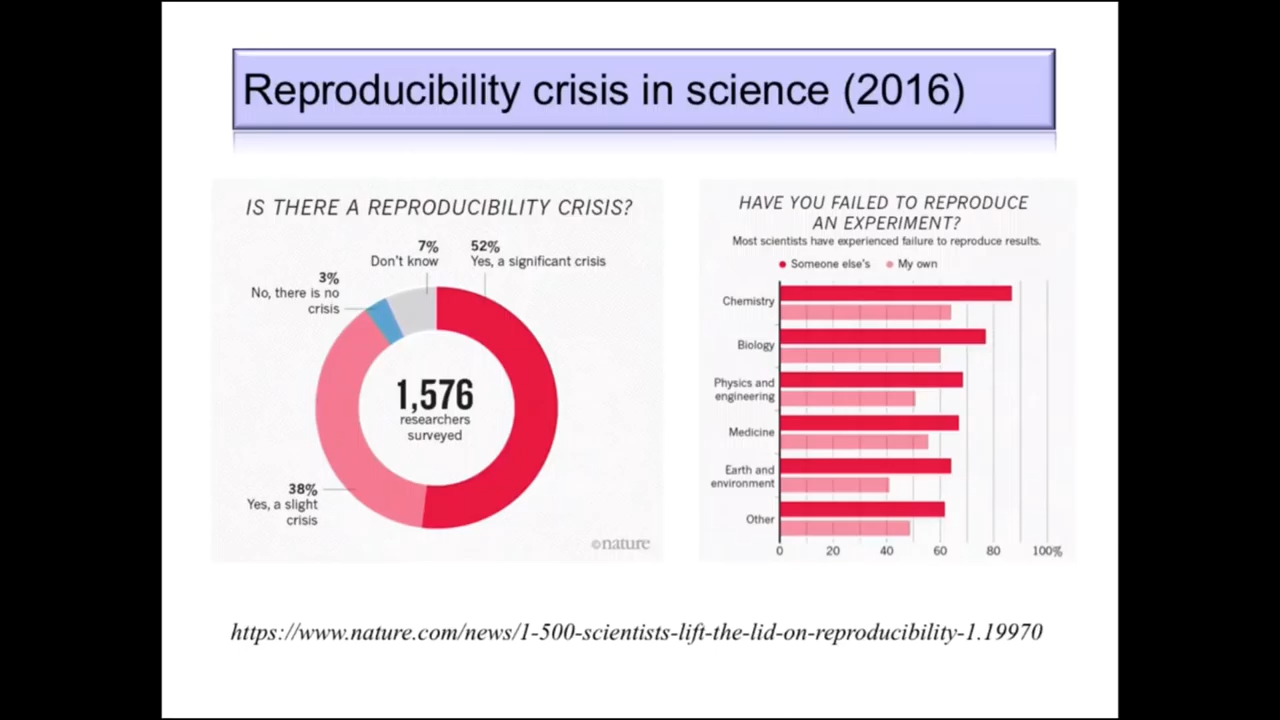 Reproducibility crisis in science (2016)
IS THERE A REPRODUCIBILITY CRISIS?
7%
Don't know
52%
Yes, a significant crisis
3%
No, there is no
crisis
1,576
researchers
surveyed
38%
Yes, a slight
crisis
©nature
HAVE YOU FAILED TO REPRODUCE
AN EXPERIMENT?
Most scientists have experienced failure to reproduce results.
Someone else's
My own
Chemistry
Biology
Physics and
engineering
Medicine
Earth and
environment
Other
0 20 40 60 80 100%
https://www.nature.com/news/1-500-scientists-lift-the-lid-on-reproducibility-1.19970